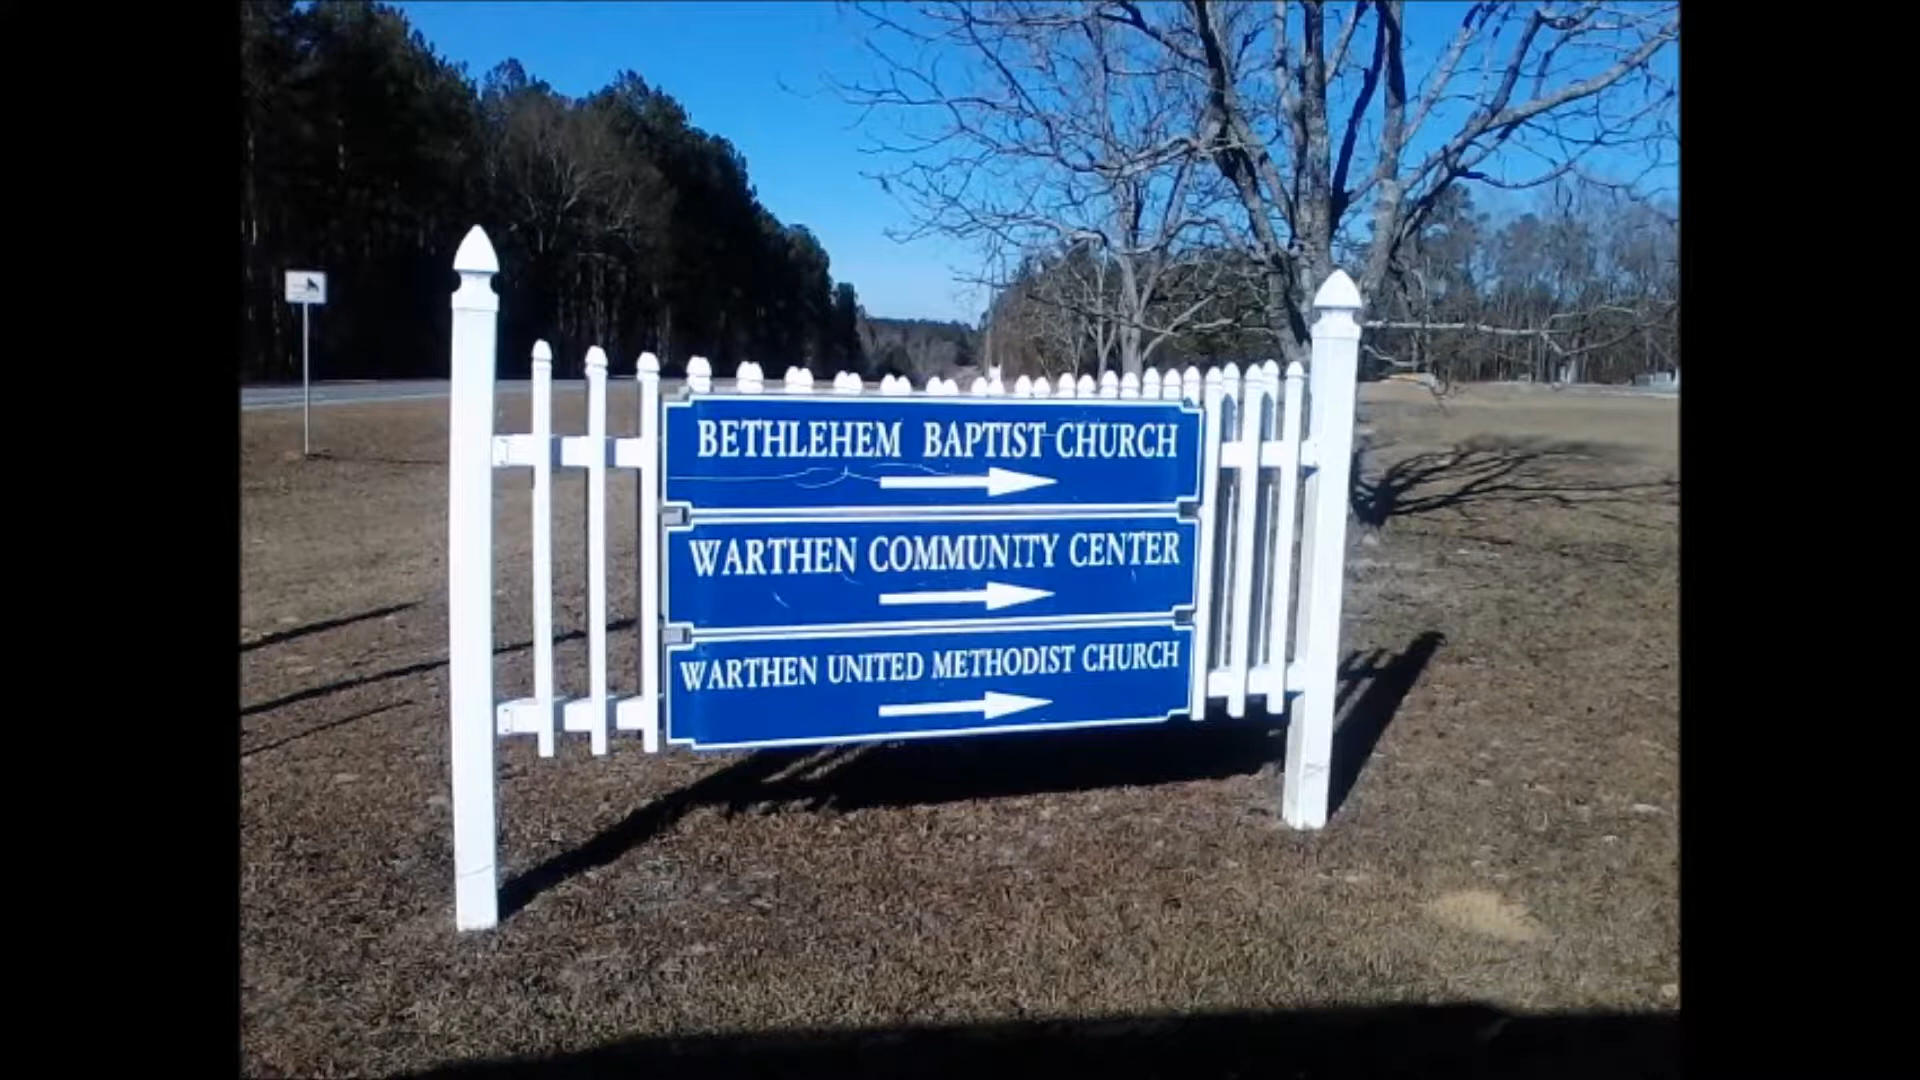 BETHLEHEM BAPTIST CHURCH
WARTHEN COMMUNITY CENTER
WARTHEN UNITED METHODIST CHURCH